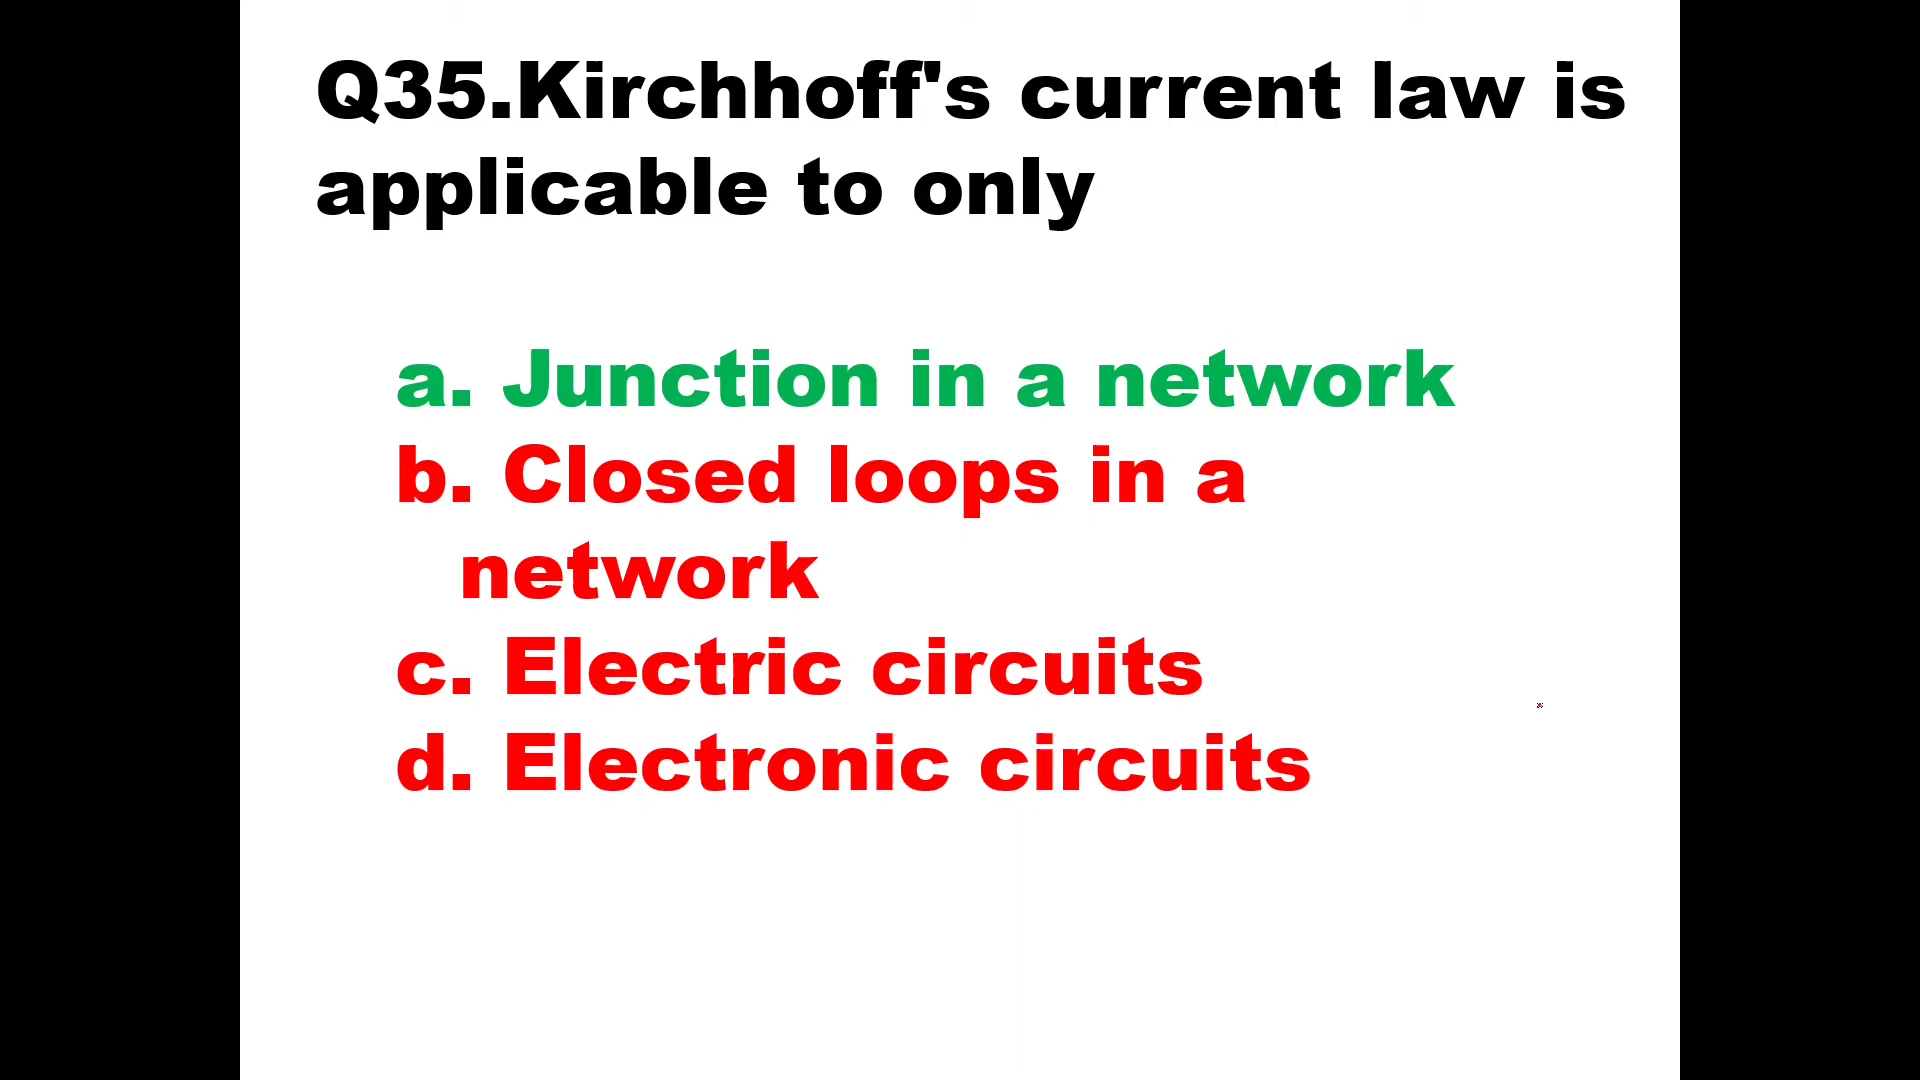 Q35.Kirchhoff's current law is
applicable to only
a. Junction in a network
b. Closed loops in a
network
c. Electric circuits
d. Electronic circuits